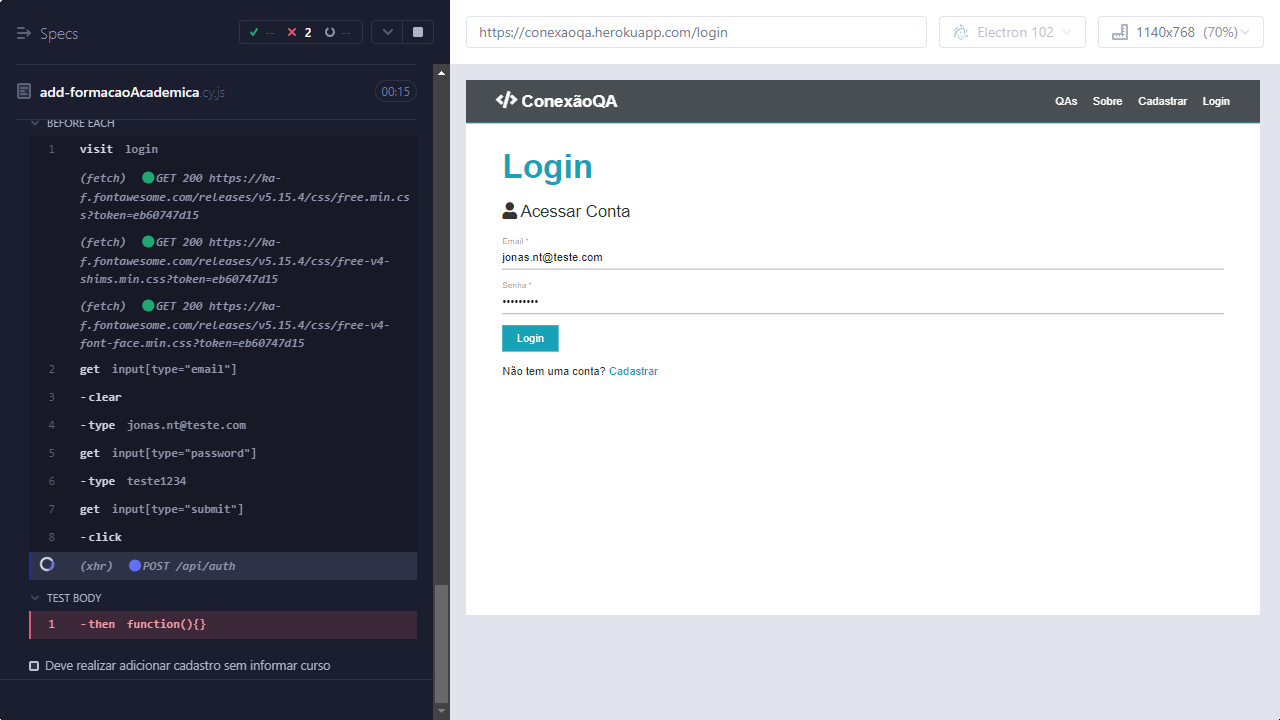 Specs
-- 2 --
add-formacaoAcademica.cy.js 00:15
BEFORE EACH
1 visit login
(fetch) GET 200 https://ka-
f.fontawesome.com/releases/v5.15.4/css/free.min.cs
s?token=eb60747d15
(fetch) GET 200 https://ka-
f.fontawesome.com/releases/v5.15.4/css/free-v4-
shims.min.css?token=eb60747d15
(fetch) GET 200 https://ka-
f.fontawesome.com/releases/v5.15.4/css/free-v4-
font-face.min.css?token=eb60747d15
2 get input[type="email"]
3 -clear
4 -type jonas.nt@teste.com
5 get input[type="password"]
6 -type teste1234
7 get input[type="submit"]
8 -click
(xhr) POST /api/auth
TEST BODY
1 -then function(){}
Deve realizar adicionar cadastro sem informar curso
https://conexaoqa.herokuapp.com/login
Electron 102
1140x768 (70%)
ConexãoQA
QAs Sobre Cadastrar Login
Login
Acessar Conta
Email *
jonas.nt@teste.com
Senha *
•••••••••
Login
Não tem uma conta? Cadastrar